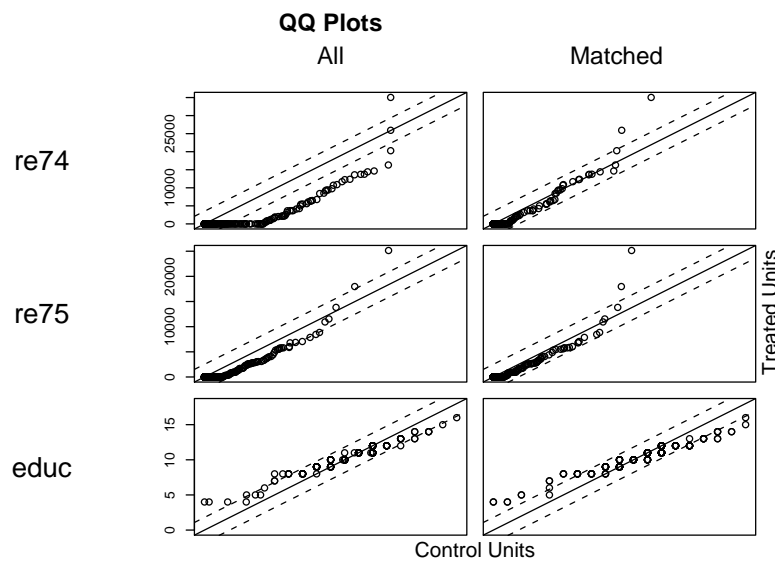 QQ Plots
All
Matched
re74
0
10000
25000
re75
0
10000
20000
educ
0
5
10
15
Treated Units
Control Units